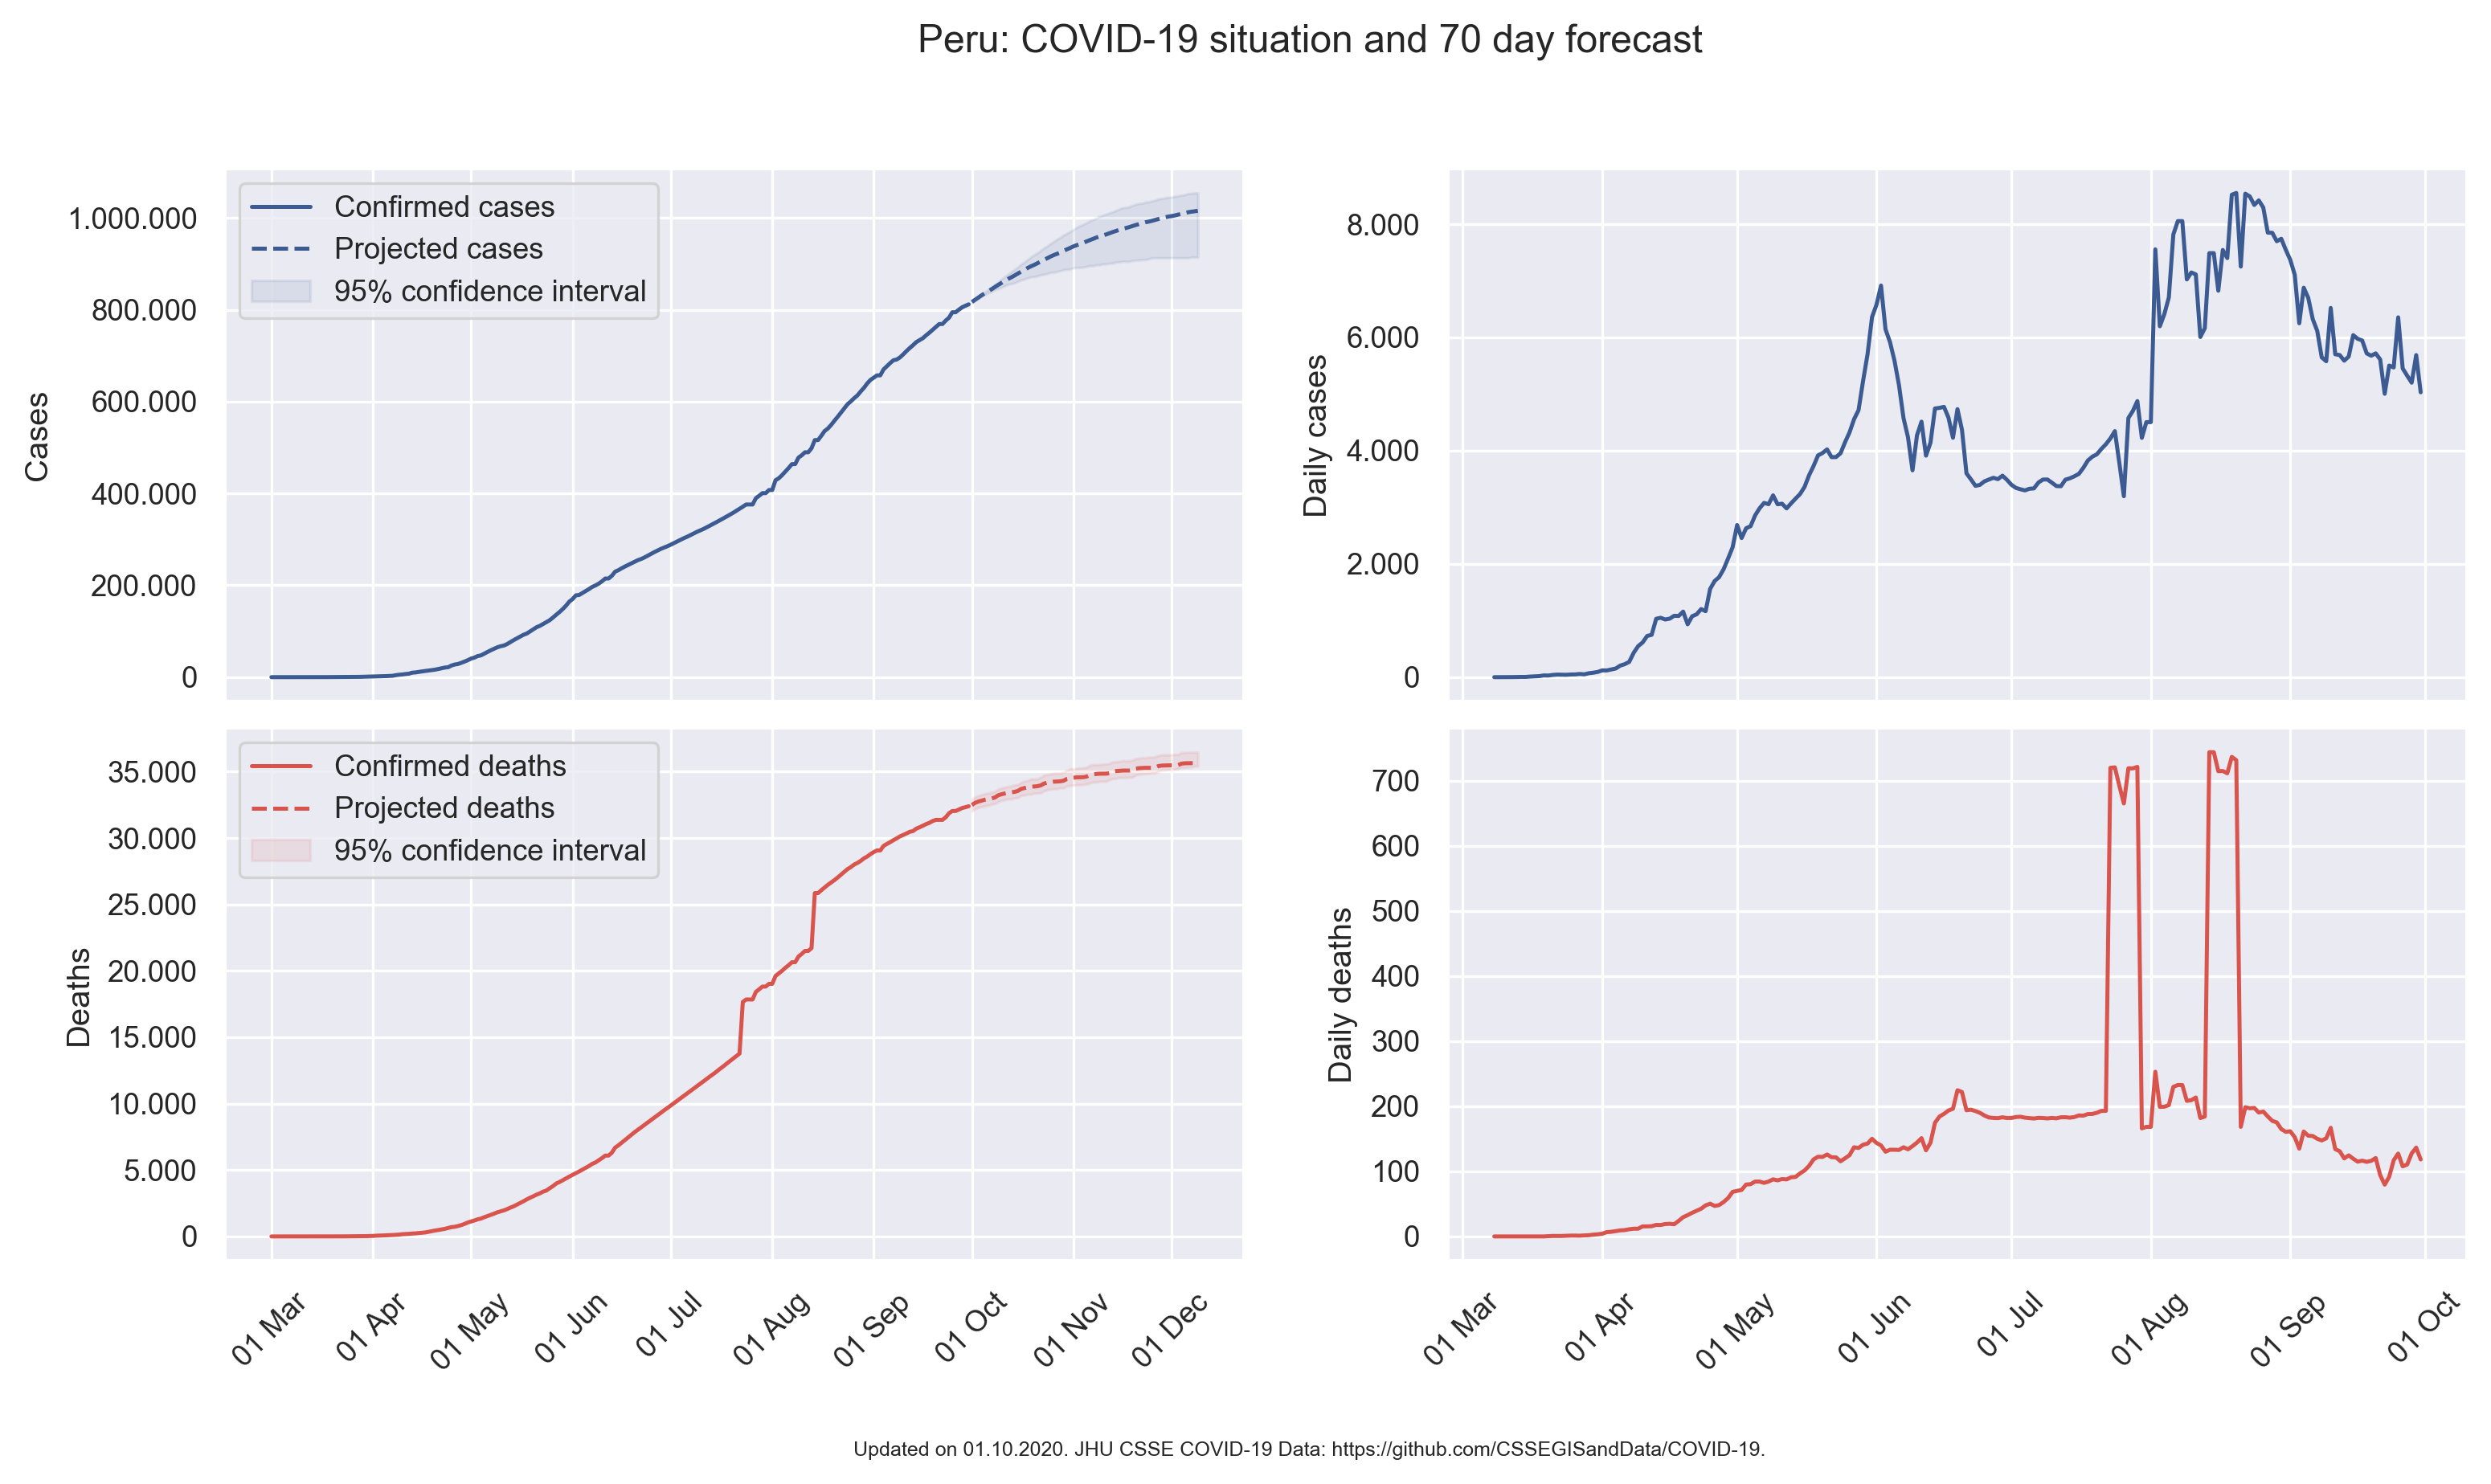 Peru: COVID-19 situation and 70 day forecast
Confirmed cases
Projected cases
95% confidence interval
Cases
1.000.000
800.000
600.000
400.000
200.000
0
Daily cases
8.000
6.000
4.000
2.000
0
Confirmed deaths
Projected deaths
95% confidence interval
Deaths
35.000
30.000
25.000
20.000
15.000
10.000
5.000
0
01 Mar
01 Apr
01 May
01 Jun
01 Jul
01 Aug
01 Sep
01 Oct
01 Nov
01 Dec
Daily deaths
700
600
500
400
300
200
100
0
01 Mar
01 Apr
01 May
01 Jun
01 Jul
01 Aug
01 Sep
01 Oct
Updated on 01.10.2020. JHU CSSE COVID-19 Data: https://github.com/CSSEGISandData/COVID-19.